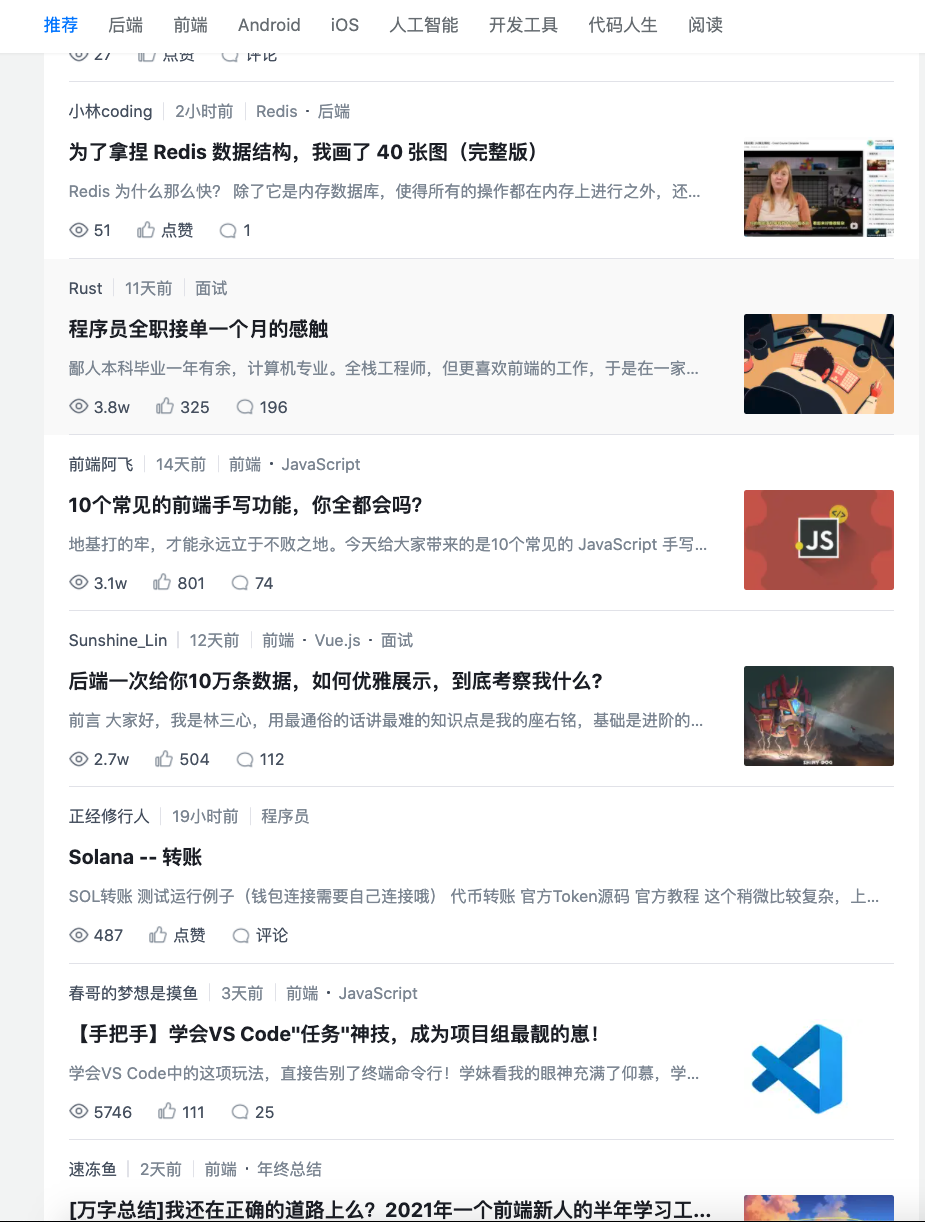 推荐 后端 前端 Android iOS 人工智能 开发工具 代码人生 阅读
27 点赞 评论
小林coding 2小时前 Redis · 后端
为了拿捏 Redis 数据结构，我画了 40 张图（完整版）
Redis 为什么那么快？ 除了它是内存数据库，使得所有的操作都在内存上进行之外，还...
51 点赞 1
Rust 11天前 面试
程序员全职接单一个月的感触
鄙人本科毕业一年有余，计算机专业。全栈工程师，但更喜欢前端的工作，于是在一家...
3.8w 325 196
前端阿飞 14天前 前端 · JavaScript
10个常见的前端手写功能，你全都会吗?
地基打的牢，才能永远立于不败之地。今天给大家带来的是10个常见的 JavaScript 手写...
JS
3.1w 801 74
Sunshine_Lin 12天前 前端 · Vue.js · 面试
后端一次给你10万条数据，如何优雅展示，到底考察我什么?
前言 大家好，我是林三心，用最通俗的话讲最难的知识点是我的座右铭，基础是进阶的...
2.7w 504 112
正经修行人 19小时前 程序员
Solana -- 转账
SOL转账 测试运行例子（钱包连接需要自己连接哦） 代币转账 官方Token源码 官方教程 这个稍微比较复杂，上...
487 点赞 评论
春哥的梦想是摸鱼 3天前 前端 · JavaScript
【手把手】学会VS Code"任务"神技，成为项目组最靓的崽！
学会VS Code中的这项玩法，直接告别了终端命令行！学妹看我的眼神充满了仰慕，学...
5746 111 25
速冻鱼 2天前 前端 · 年终总结
[万字总结]我还在正确的道路上么？2021年一个前端新人的半年学习工...